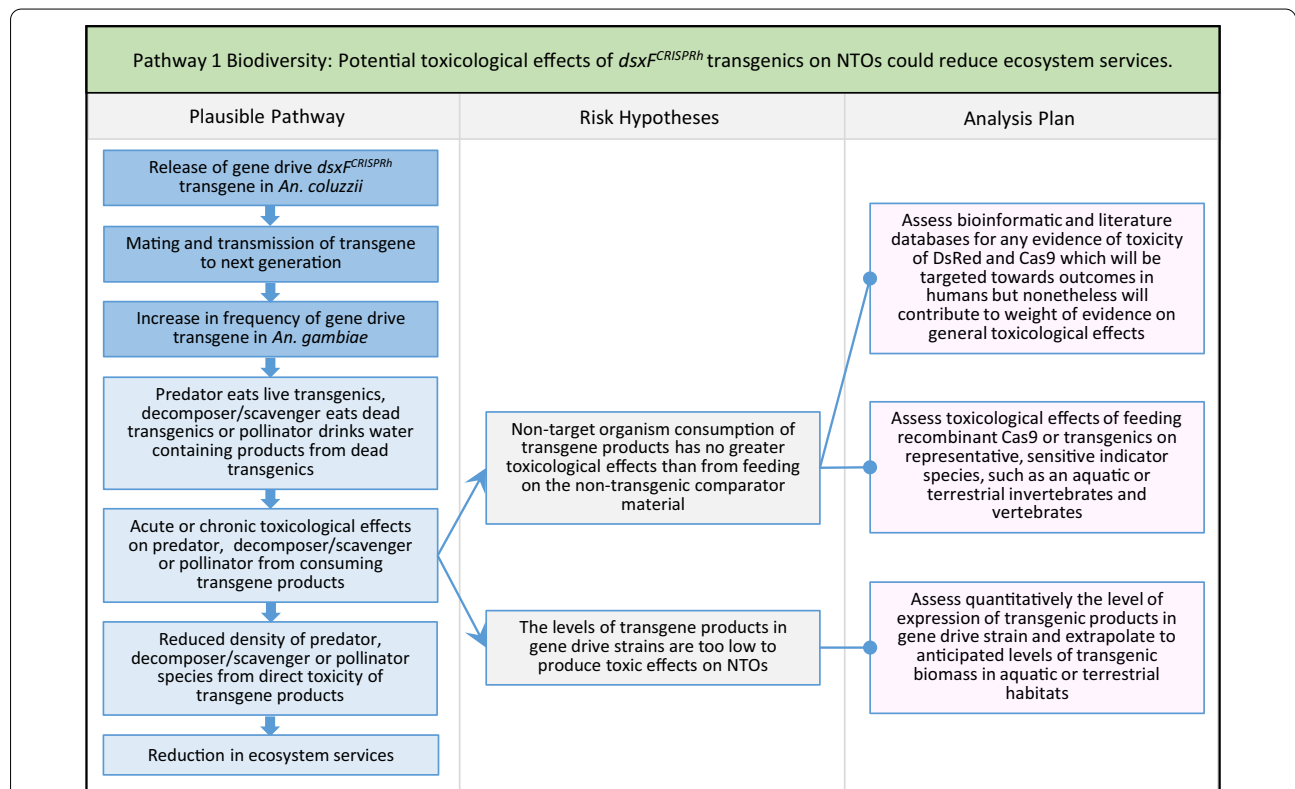 Pathway 1 Biodiversity: Potential toxicological effects of dsxF^CRISPRh transgenics on NTOs could reduce ecosystem services.
Plausible Pathway
Risk Hypotheses
Analysis Plan
Release of gene drive dsxF^CRISPRh
transgene in An. coluzzii
Mating and transmission of transgene
to next generation
Increase in frequency of gene drive
transgene in An. gambiae
Predator eats live transgenics,
decomposer/scavenger eats dead
transgenics or pollinator drinks water
containing products from dead
transgenics
Acute or chronic toxicological effects
on predator, decomposer/scavenger
or pollinator from consuming
transgene products
Reduced density of predator,
decomposer/scavenger or pollinator
species from direct toxicity of
transgene products
Reduction in ecosystem services
Non-target organism consumption of
transgene products has no greater
toxicological effects than from feeding
on the non-transgenic comparator
material
The levels of transgene products in
gene drive strains are too low to
produce toxic effects on NTOs
Assess bioinformatic and literature
databases for any evidence of toxicity
of DsRed and Cas9 which will be
targeted towards outcomes in
humans but nonetheless will
contribute to weight of evidence on
general toxicological effects
Assess toxicological effects of feeding
recombinant Cas9 or transgenics on
representative, sensitive indicator
species, such as an aquatic or
terrestrial invertebrates and
vertebrates
Assess quantitatively the level of
expression of transgenic products in
gene drive strain and extrapolate to
anticipated levels of transgenic
biomass in aquatic or terrestrial
habitats